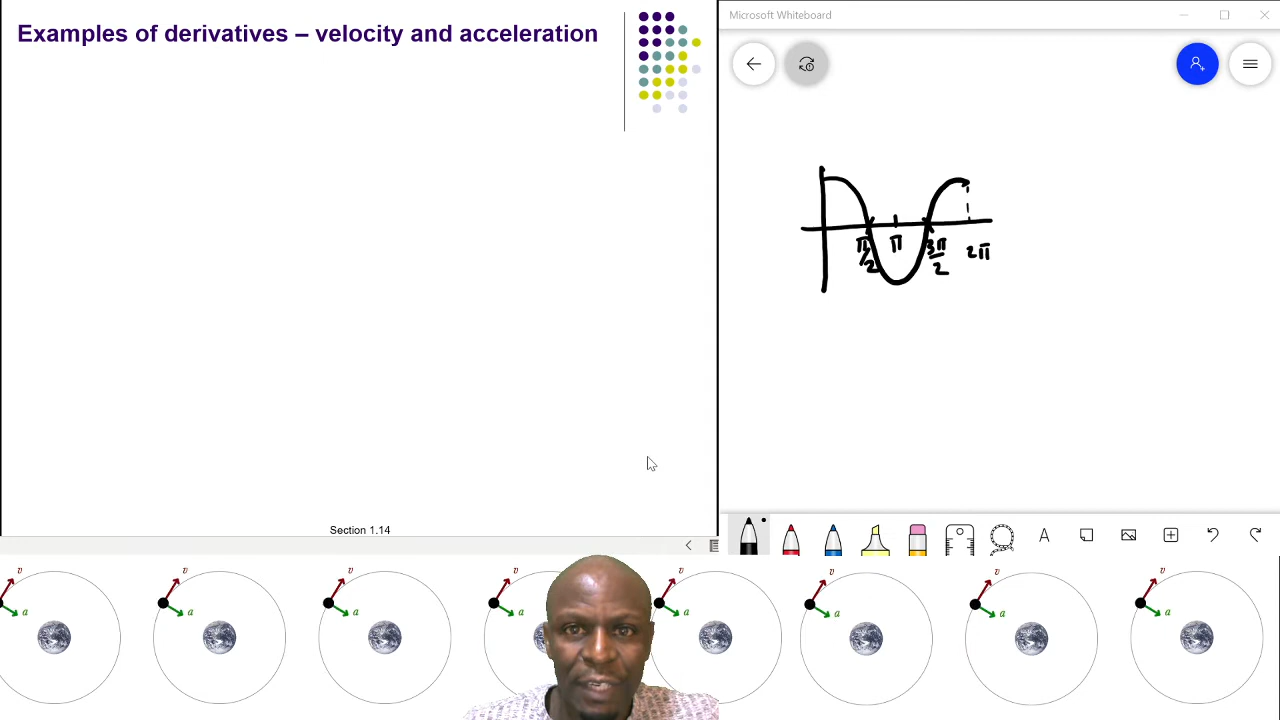 Examples of derivatives – velocity and acceleration
Section 1.14
Microsoft Whiteboard
π/2 π 3π/2 2π
A
v v v v v v v
a a a a a a a a